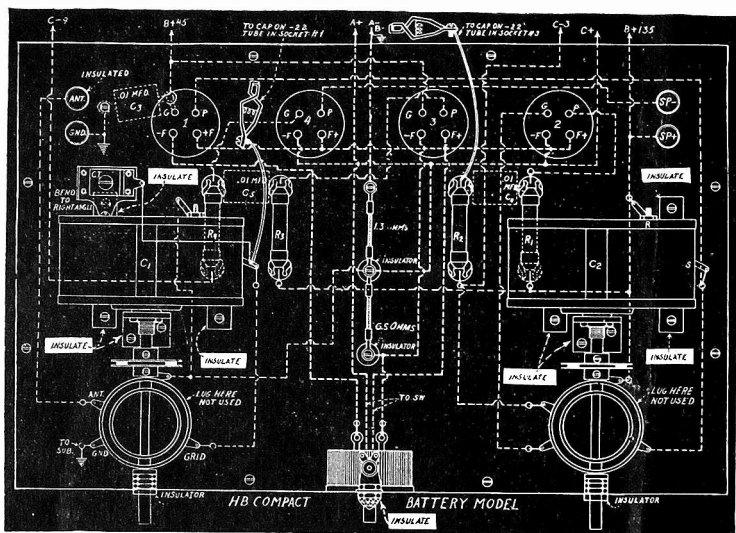 C-9
B+45
TO CAP ON -22
TUBE IN SOCKET #1
A+
A-
B-
TO CAP ON -22
TUBE IN SOCKET #3
C-3
C+
B+135
INSULATED
ANT.
.01 MFD.
C3
GND
G
P
1
-F
+F
G
P
4
-F
F+
G
P
3
-F
F+
G
P
2
-F
F+
SP-
SP+
CT
INSULATE
BEND
TO
RIGHT ANGLE
.01 MFD.
C5
.01
MFD.
INSULATE
R4
R3
R2
R1
R
1.3 OHMS
C1
C2
S
INSULATOR
6.5 OHMS
INSULATOR
INSULATE
INSULATE
INSULATE
INSULATE
LUG HERE
NOT USED
TO SW
LUG HERE
NOT USED
ANT.
TO
SUB.
GND
GRID
INSULATOR
HB COMPACT
BATTERY MODEL
INSULATE
INSULATOR